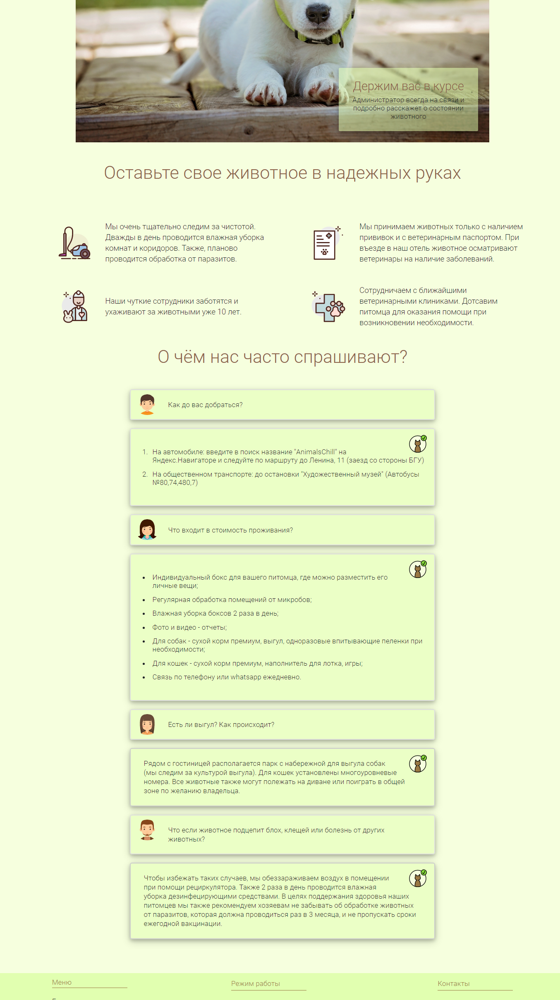 Держим вас в курсе
Администратор всегда на связи и
подробно расскажет о состоянии
животного
Оставьте свое животное в надежных руках
Мы очень тщательно следим за чистотой.
Дважды в день проводится влажная уборка
комнат и коридоров. Также, планово
проводится обработка от паразитов.
Мы принимаем животных только с наличием
прививок и с ветеринарным паспортом. При
въезде в наш отель животное осматривают
ветеринары на наличие заболеваний.
Наши чуткие сотрудники заботятся и
ухаживают за животными уже 10 лет.
Сотрудничаем с ближайшими
ветеринарными клиниками. Дотсавим
питомца для оказания помощи при
возникновении необходимости.
О чём нас часто спрашивают?
Как до вас добраться?
1. На автомобиле: введите в поиск название "AnimalsChill" на
Яндекс.Навигаторе и следуйте по маршруту до Ленина, 11 (заезд со стороны БГУ)
2. На общественном транспорте: до остановки "Художественный музей" (Автобусы
№80,74,480,7)
Что входит в стоимость проживания?
• Индивидуальный бокс для вашего питомца, где можно разместить его
личные вещи;
• Регулярная обработка помещений от микробов;
• Влажная уборка боксов 2 раза в день;
• Фото и видео - отчеты;
• Для собак - сухой корм премиум, выгул, одноразовые впитывающие пеленки при
необходимости;
• Для кошек - сухой корм премиум, наполнитель для лотка, игры;
• Связь по телефону или whatsapp ежедневно.
Есть ли выгул? Как происходит?
Рядом с гостиницей располагается парк с набережной для выгула собак
(мы следим за культурой выгула). Для кошек установлены многоуровневые
номера. Все животные также могут полежать на диване или поиграть в общей
зоне по желанию владельца.
Что если животное подцепит блох, клещей или болезнь от других
животных?
Чтобы избежать таких случаев, мы обеззараживаем воздух в помещении
при помощи рециркулятора. Также 2 раза в день проводится влажная
уборка дезинфецирующими средствами. В целях поддержания здоровья наших
питомцев мы также рекомендуем хозяевам не забывать об обработке животных
от паразитов, которая должна проводиться раз в 3 месяца, и не пропускать сроки
ежегодной вакцинации.
Меню
Режим работы
Контакты